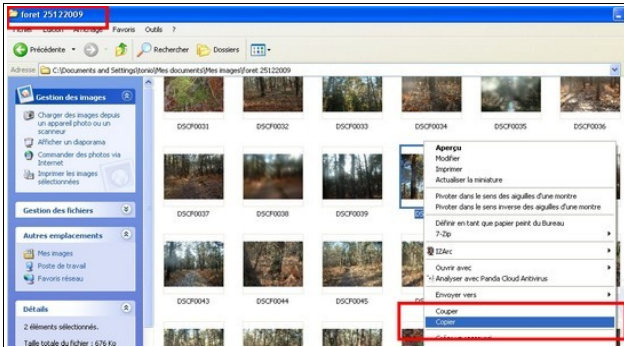 foret 25122009
Fichier Edition Affichage Favoris Outils ?
Précédente Rechercher Dossiers
Adresse C:\Documents and Settings\tonio\Mes documents\Mes images\foret 25122009
Gestion des images
Charger des images depuis
un appareil photo ou un
scanneur
Afficher un diaporama
Commander des photos via
Internet
Imprimer les images
sélectionnées
Gestion des fichiers
Autres emplacements
Mes images
Poste de travail
Favoris réseau
Détails
2 éléments sélectionnés.
Taille totale du fichier : 676 Ko
DSCF0031 DSCF0032 DSCF0033 DSCF0034 DSCF0035 DSCF0036
DSCF0037 DSCF0038 DSCF0039
DSCF0043 DSCF0044 DSCF0045
Aperçu
Modifier
Imprimer
Actualiser la miniature
Pivoter dans le sens des aiguilles d'une montre
Pivoter dans le sens inverse des aiguilles d'une montre
Définir en tant que papier peint du Bureau
7-Zip
IZArc
Ouvrir avec
Analyser avec Panda Cloud Antivirus
Envoyer vers
Couper
Copier